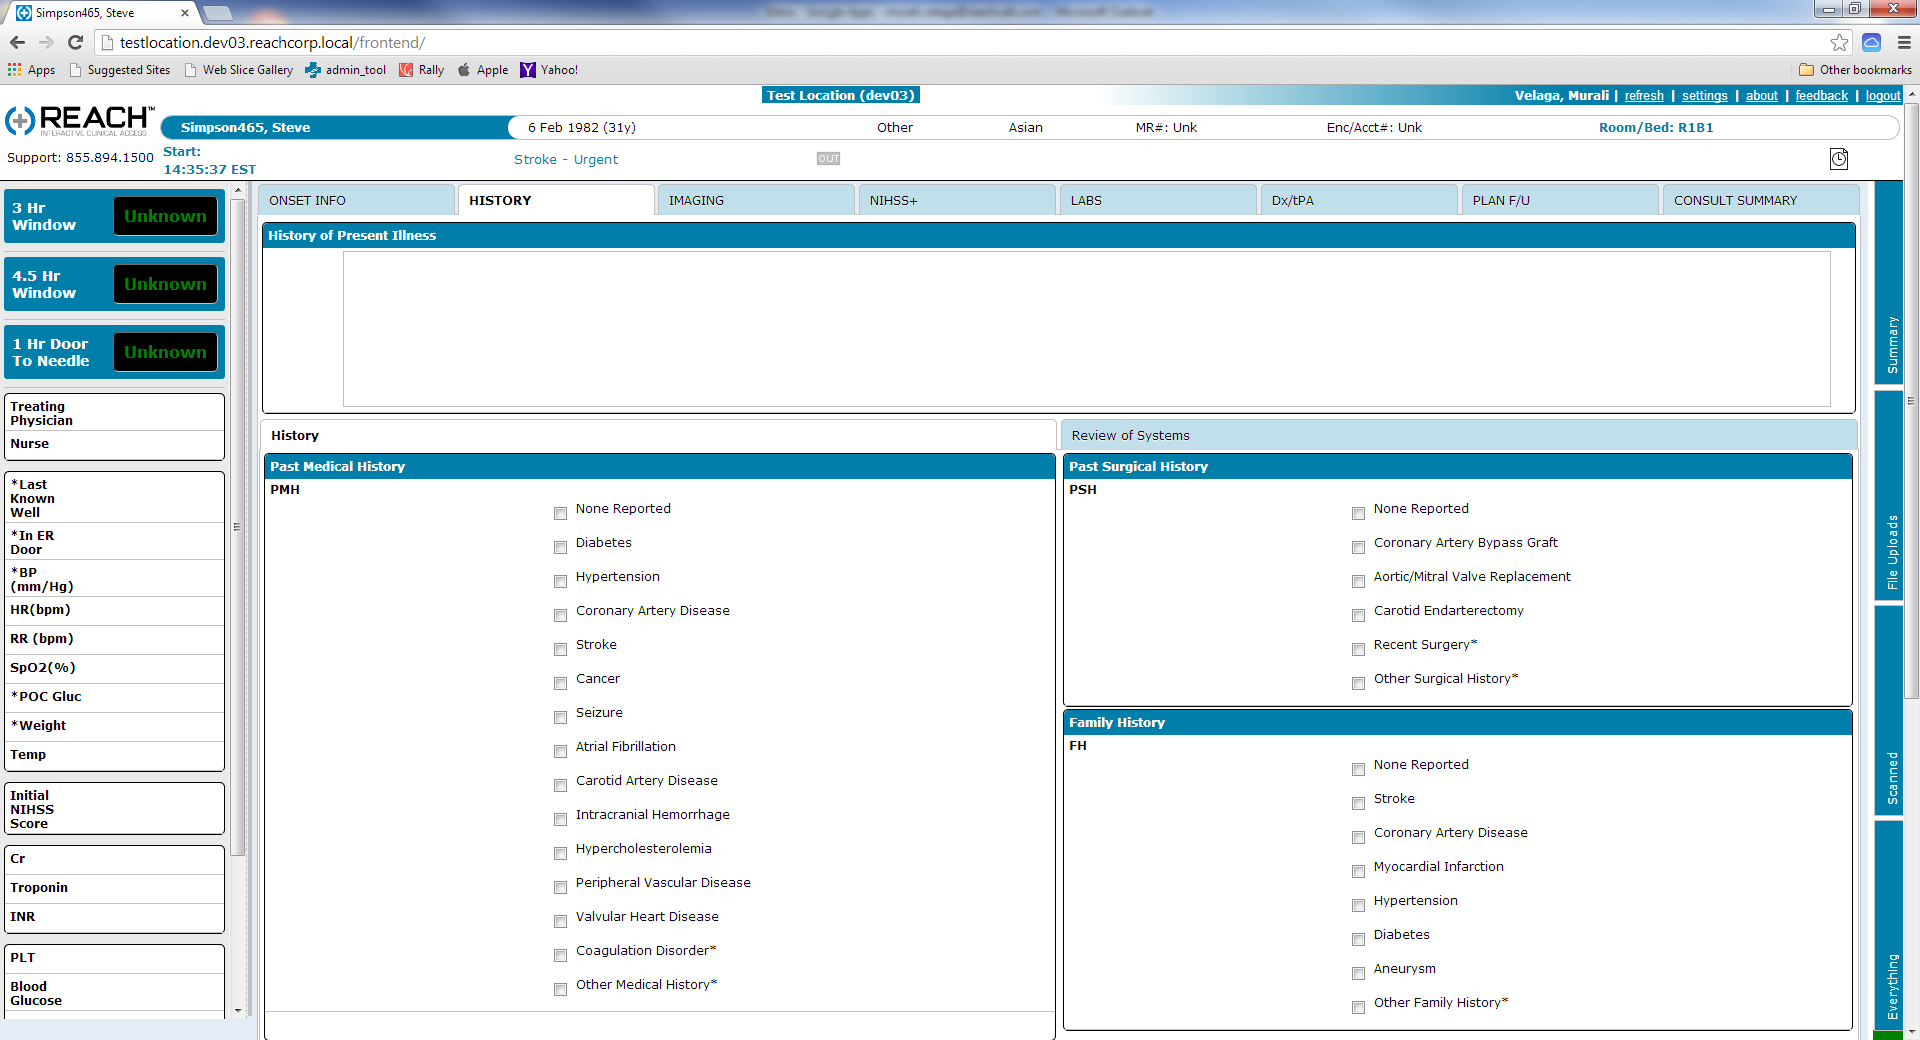 Simpson465, Steve
testlocation.dev03.reachcorp.local/frontend/
Apps Suggested Sites Web Slice Gallery admin_tool Rally Apple Yahoo! Other bookmarks
Test Location (dev03)
Velaga, Murali | refresh | settings | about | feedback | logout
REACH™
INTERACTIVE CLINICAL ACCESS
Simpson465, Steve 6 Feb 1982 (31y) Other Asian MR#: Unk Enc/Acct#: Unk Room/Bed: R1B1
Support: 855.894.1500
Start:
14:35:37 EST
Stroke - Urgent
OUT
3 Hr
Window
Unknown
4.5 Hr
Window
Unknown
1 Hr Door
To Needle
Unknown
Treating
Physician
Nurse
*Last
Known
Well
*In ER
Door
*BP
(mm/Hg)
HR(bpm)
RR (bpm)
SpO2(%)
*POC Gluc
*Weight
Temp
Initial
NIHSS
Score
Cr
Troponin
INR
PLT
Blood
Glucose
ONSET INFO HISTORY IMAGING NIHSS+ LABS Dx/tPA PLAN F/U CONSULT SUMMARY
History of Present Illness
History
Review of Systems
Past Medical History
PMH
None Reported
Diabetes
Hypertension
Coronary Artery Disease
Stroke
Cancer
Seizure
Atrial Fibrillation
Carotid Artery Disease
Intracranial Hemorrhage
Hypercholesterolemia
Peripheral Vascular Disease
Valvular Heart Disease
Coagulation Disorder*
Other Medical History*
Past Surgical History
PSH
None Reported
Coronary Artery Bypass Graft
Aortic/Mitral Valve Replacement
Carotid Endarterectomy
Recent Surgery*
Other Surgical History*
Family History
FH
None Reported
Stroke
Coronary Artery Disease
Myocardial Infarction
Hypertension
Diabetes
Aneurysm
Other Family History*
Summary
File Uploads
Scanned
Everything